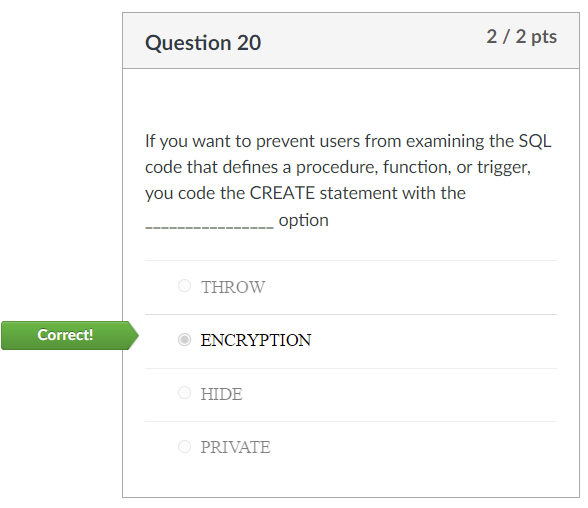 Question 20
2 / 2 pts
If you want to prevent users from examining the SQL
code that defines a procedure, function, or trigger,
you code the CREATE statement with the
________________ option
THROW
Correct!
ENCRYPTION
HIDE
PRIVATE